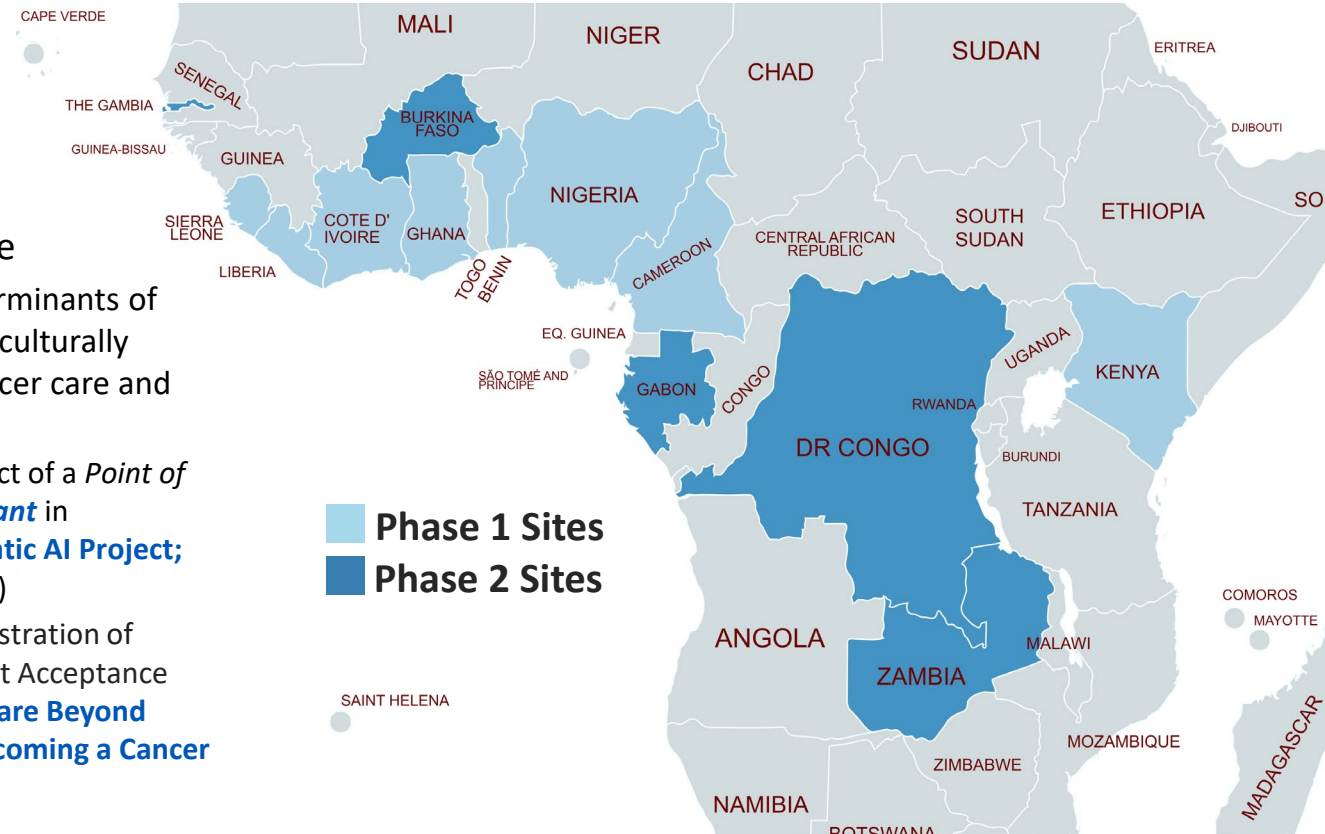 CAPE VERDE
MALI
NIGER
CHAD
SUDAN
ERITREA
SENEGAL
THE GAMBIA
BURKINA
FASO
DJIBOUTI
GUINEA-BISSAU
GUINEA
NIGERIA
ETHIOPIA
SO
SIERRA
LEONE
COTE D'
IVOIRE
GHANA
SOUTH
SUDAN
CENTRAL AFRICAN
REPUBLIC
CAMEROON
LIBERIA
TOGO
BENIN
EQ. GUINEA
SÃO TOMÉ AND
PRINCIPE
GABON
CONGO
UGANDA
KENYA
RWANDA
DR CONGO
BURUNDI
TANZANIA
COMOROS
MAYOTTE
ANGOLA
MALAWI
ZAMBIA
SAINT HELENA
MOZAMBIQUE
MADAGASCAR
ZIMBABWE
NAMIBIA
BOTSWANA
e
erminants of
culturally
cer care and
ct of a Point of
ant in
ntic AI Project;
)
stration of
t Acceptance
are Beyond
coming a Cancer
Phase 1 Sites
Phase 2 Sites